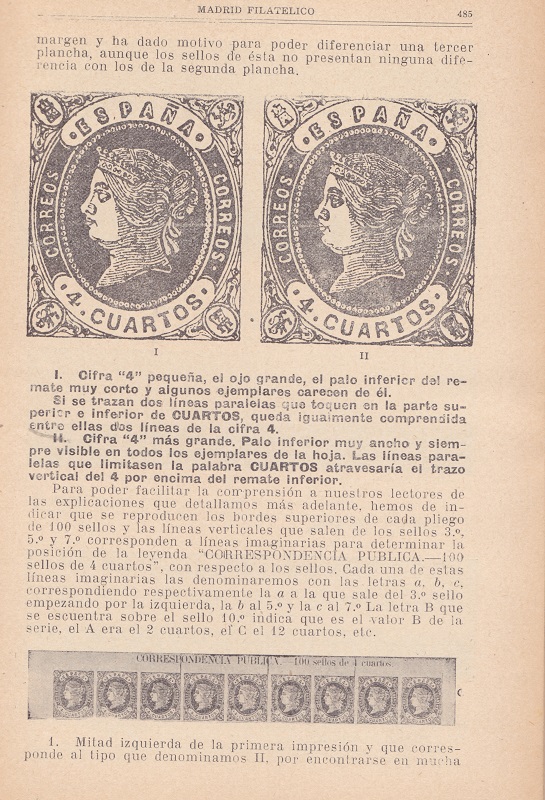 MADRID FILATELICO
485
margen y ha dado motivo para poder diferenciar una tercer
plancha, aunque los sellos de ésta no presentan ninguna dife-
rencia con los de la segunda plancha.
ESPAÑA
CORREOS
CORREOS
4 CUARTOS
ESPAÑA
CORREOS
CORREOS
4 CUARTOS
I
II
I. Cifra "4" pequeña, el ojo grande, el palo inferior del re-
mate muy corto y algunos ejemplares carecen de él.
Si se trazan dos líneas paralelas que toquen en la parte su-
perior e inferior de CUARTOS, queda igualmente comprendida
entre ellas dos líneas de la cifra 4.
II. Cifra "4" más grande. Palo inferior muy ancho y siem-
pre visible en todos los ejemplares de la hoja. Las líneas para-
lelas que limitasen la palabra CUARTOS atravesaría el trazo
vertical del 4 por encima del remate inferior.
Para poder facilitar la comprensión a nuestros lectores de
las explicaciones que detallamos más adelante, hemos de in-
dicar que se reproducen los bordes superiores de cada pliego
de 100 sellos y las líneas verticales que salen de los sellos 3.º,
5.º y 7.º corresponden a líneas imaginarias para determinar la
posición de la leyenda "CORRESPONDENCIA PUBLICA.—100
sellos de 4 cuartos", con respecto a los sellos. Cada una de estas
líneas imaginarias las denominaremos con las letras a, b, c,
correspondiendo respectivamente la a a la que sale del 3.º sello
empezando por la izquierda, la b al 5.º y la c al 7.º La letra B que
se encuentra sobre el sello 10.º indica que es el valor B de la
serie, el A era el 2 cuartos, el C el 12 cuartos, etc.
CORRESPONDENCIA PUBLICA.—100 sellos de 4 cuartos.
c
1. Mitad izquierda de la primera impresión y que corres-
ponde al tipo que denominamos II, por encontrarse en mucha